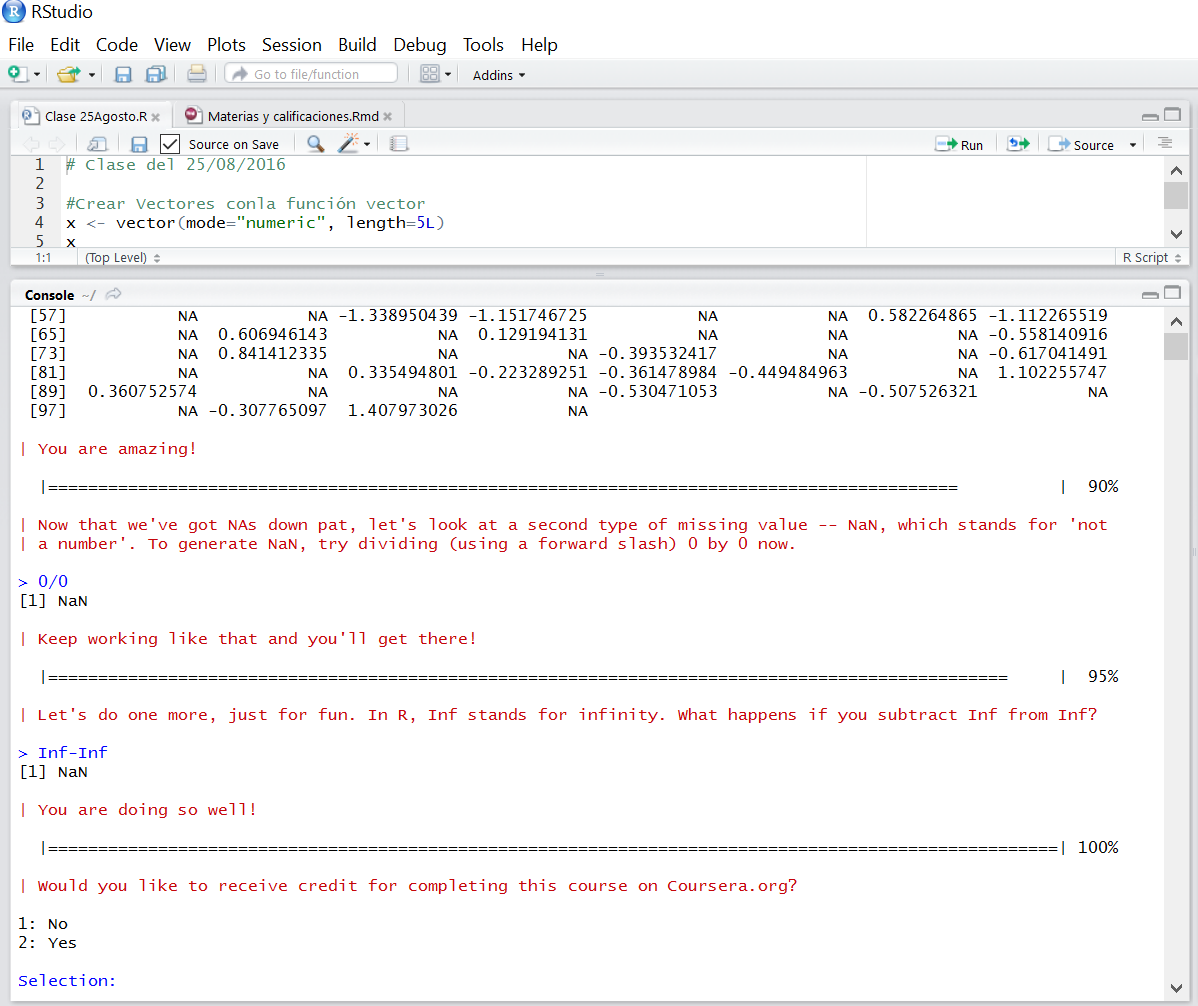 RStudio
File Edit Code View Plots Session Build Debug Tools Help
Go to file/function Addins
Clase 25Agosto.R Materias y calificaciones.Rmd
Source on Save Run Source
1 # Clase del 25/08/2016
2
3 #Crear Vectores conla función vector
4 x <- vector(mode="numeric", length=5L)
5 x
1:1 (Top Level) R Script
Console ~/
[57] NA NA -1.338950439 -1.151746725 NA NA 0.582264865 -1.112265519
[65] NA 0.606946143 NA 0.129194131 NA NA NA -0.558140916
[73] NA 0.841412335 NA NA -0.393532417 NA NA -0.617041491
[81] NA NA 0.335494801 -0.223289251 -0.361478984 -0.449484963 NA 1.102255747
[89] 0.360752574 NA NA NA -0.530471053 NA -0.507526321 NA
[97] NA -0.307765097 1.407973026 NA
| You are amazing!
|=========================================================================================== | 90%
| Now that we've got NAs down pat, let's look at a second type of missing value -- NaN, which stands for 'not
| a number'. To generate NaN, try dividing (using a forward slash) 0 by 0 now.
> 0/0
[1] NaN
| Keep working like that and you'll get there!
|================================================================================================ | 95%
| Let's do one more, just for fun. In R, Inf stands for infinity. What happens if you subtract Inf from Inf?
> Inf-Inf
[1] NaN
| You are doing so well!
|=====================================================================================================| 100%
| Would you like to receive credit for completing this course on Coursera.org?
1: No
2: Yes
Selection: